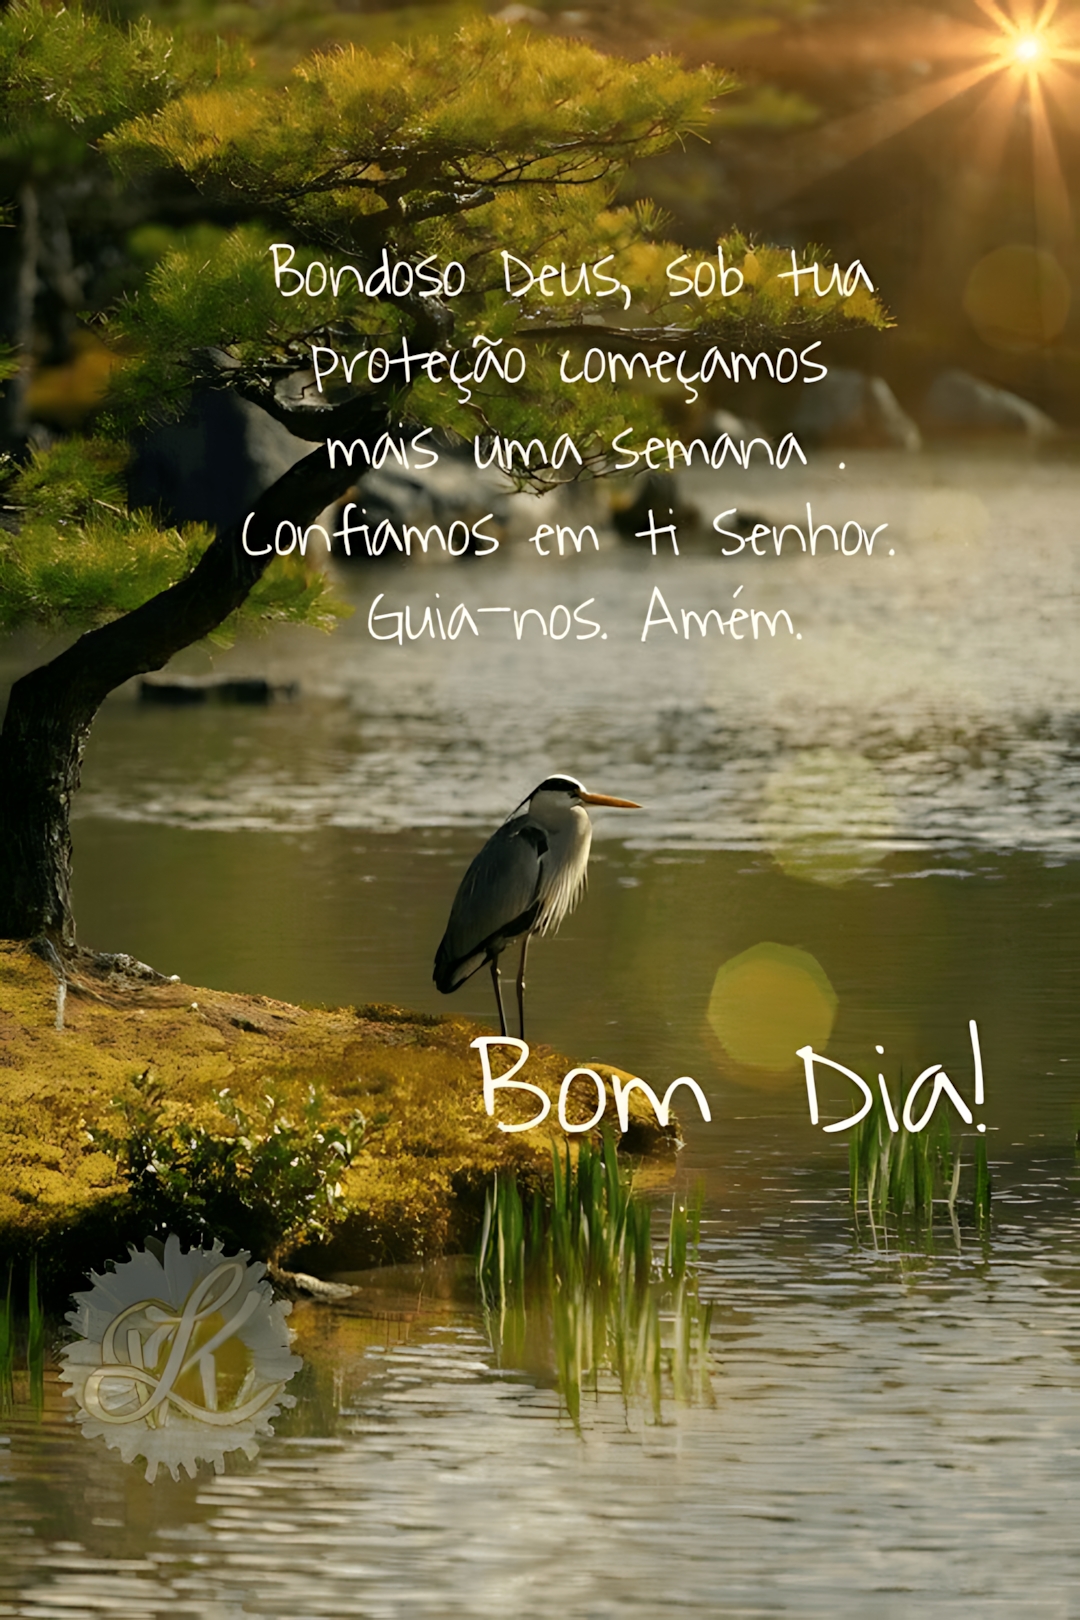 Bondoso Deus, sob tua
proteção começamos
mais uma semana .
Confiamos em ti Senhor.
Guia-nos. Amém.
Bom Dia!